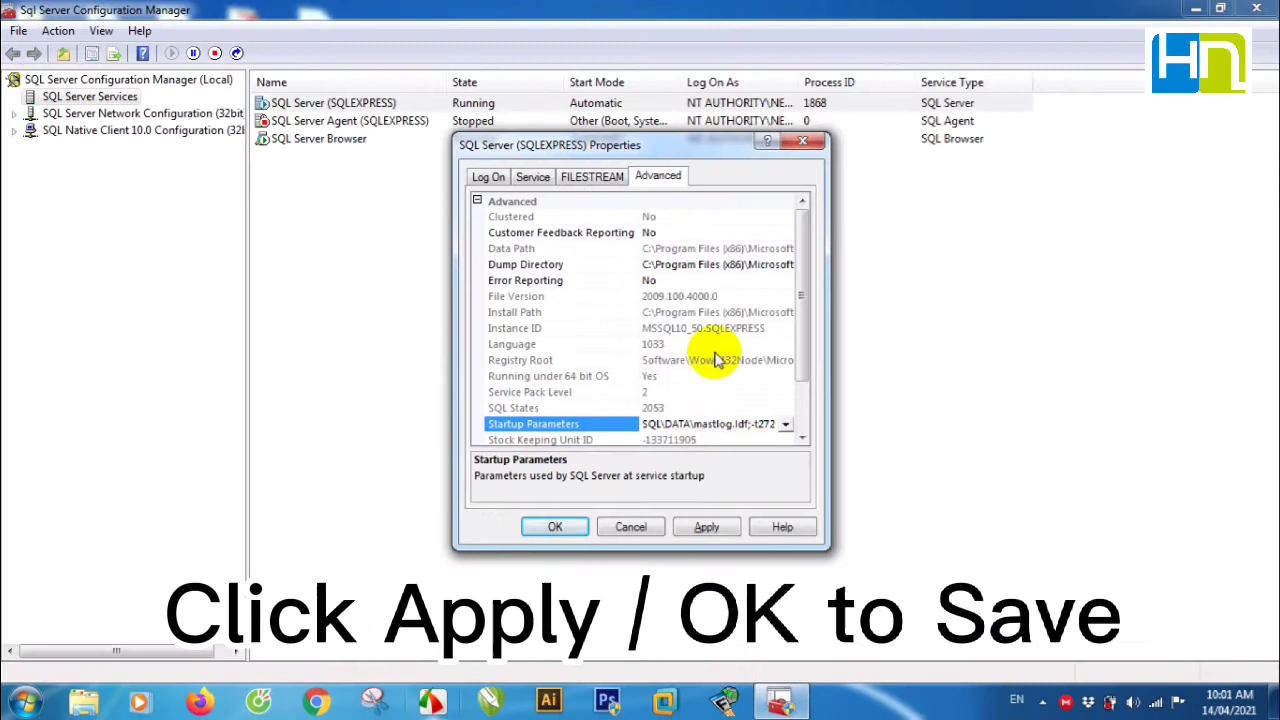 Sql Server Configuration Manager
File Action View Help
SQL Server Configuration Manager (Local)
SQL Server Services
SQL Server Network Configuration (32bit
SQL Native Client 10.0 Configuration (32l
Name State Start Mode Log On As Process ID Service Type
SQL Server (SQLEXPRESS) Running Automatic NT AUTHORITY\NE... 1868 SQL Server
SQL Server Agent (SQLEXPRESS) Stopped Other (Boot, Syste... NT AUTHORITY\NE... 0 SQL Agent
SQL Server Browser SQL Browser
HN
SQL Server (SQLEXPRESS) Properties
Log On Service FILESTREAM Advanced
Advanced
Clustered No
Customer Feedback Reporting No
Data Path C:\Program Files (x86)\Microsoft
Dump Directory C:\Program Files (x86)\Microsoft
Error Reporting No
File Version 2009.100.4000.0
Install Path C:\Program Files (x86)\Microsoft
Instance ID MSSQL10_50.SQLEXPRESS
Language 1033
Registry Root Software\Wow6432Node\Micro
Running under 64 bit OS Yes
Service Pack Level 2
SQL States 2053
Startup Parameters SQL\DATA\mastlog.ldf;-t272
Stock Keeping Unit ID -133711905
Startup Parameters
Parameters used by SQL Server at service startup
OK Cancel Apply Help
Click Apply / OK to Save
Ai Ps EN 10:01 AM
14/04/2021